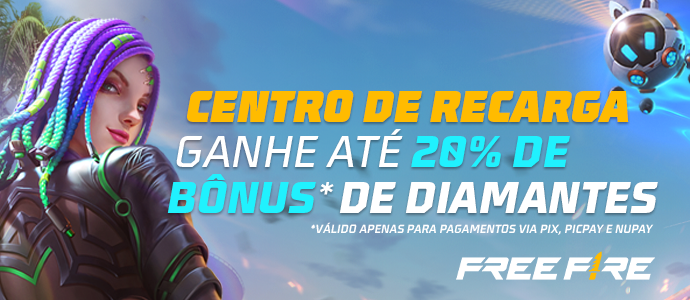 CENTRO DE RECARGA
GANHE ATÉ 20% DE
BÔNUS* DE DIAMANTES
*VÁLIDO APENAS PARA PAGAMENTOS VIA PIX, PICPAY E NUPAY
FREE FIRE